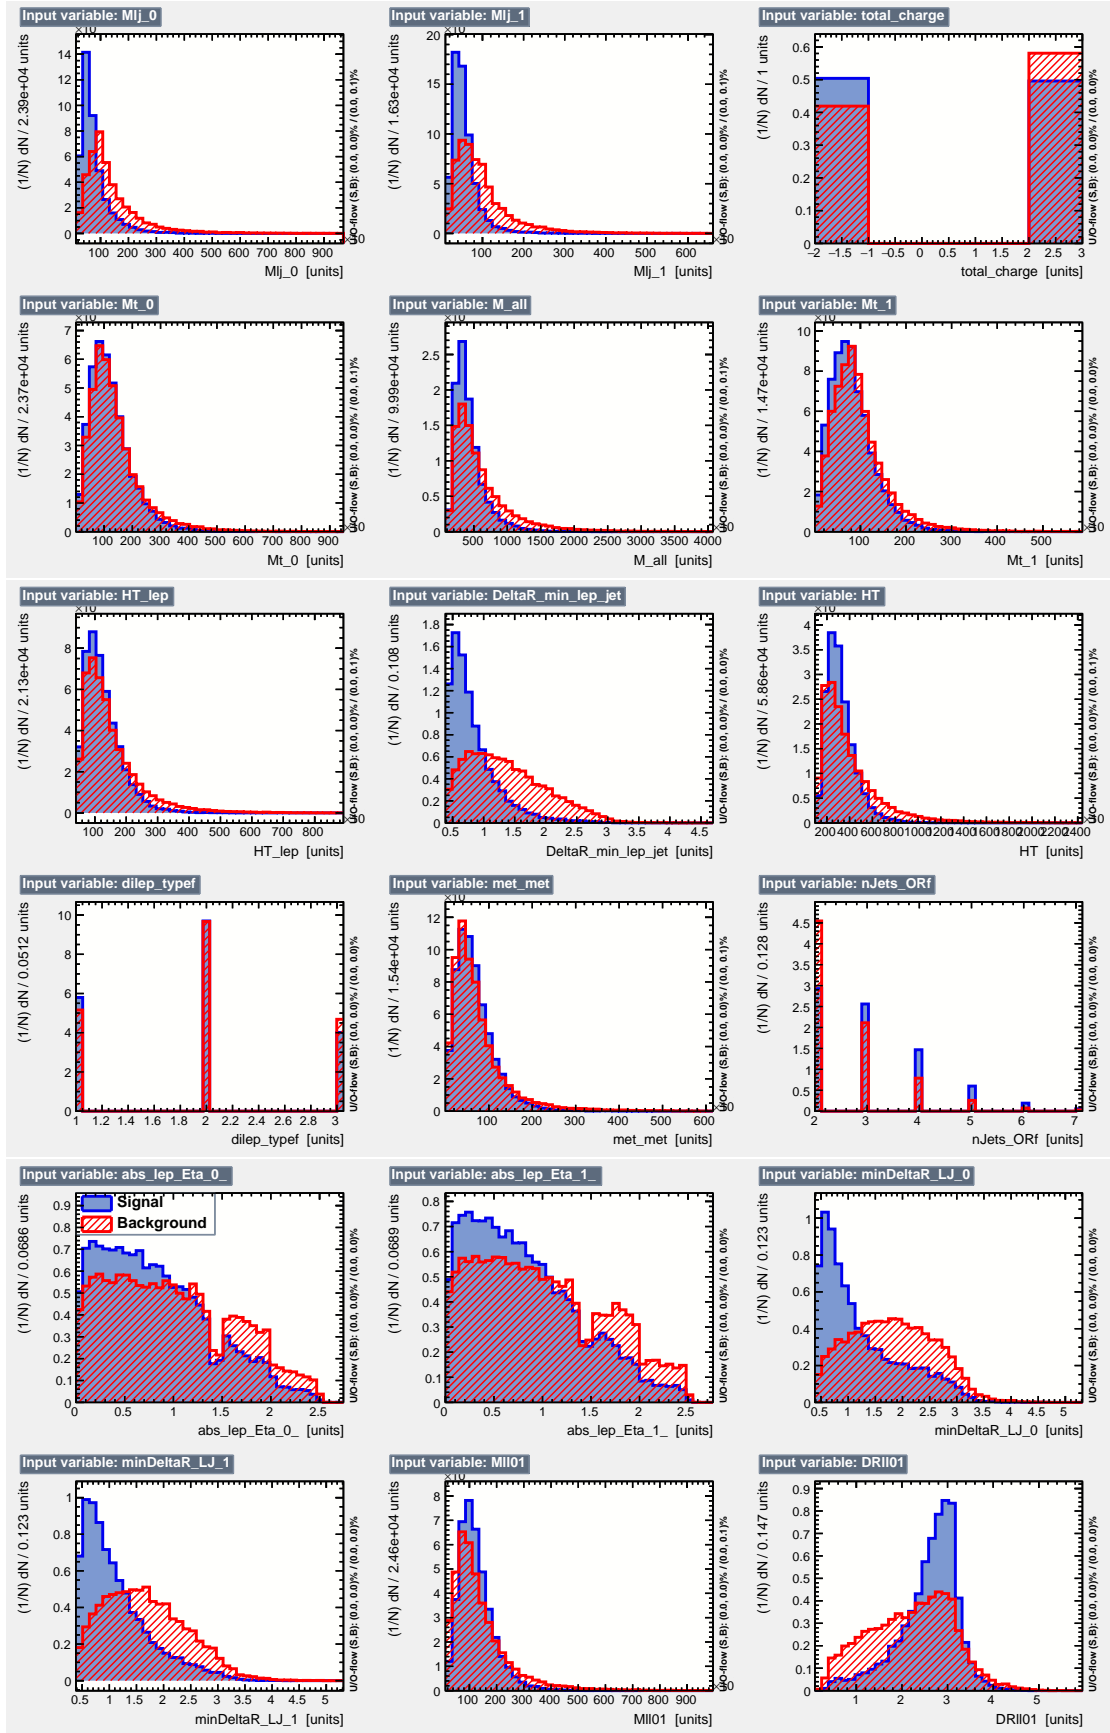 Input variable: Mlj_0
(1/N) dN / 2.39e+04 units
0 2 4 6 8 10 12 14
100 200 300 400 500 600 700 800 900
Mlj_0 [units]
U/O-flow (S,B): (0.0, 0.0)% / (0.0, 0.1)%
Input variable: Mlj_1
(1/N) dN / 1.63e+04 units
0 5 10 15 20
100 200 300 400 500 600
Mlj_1 [units]
U/O-flow (S,B): (0.0, 0.0)% / (0.0, 0.1)%
Input variable: total_charge
(1/N) dN / 1 units
0 0.1 0.2 0.3 0.4 0.5 0.6
−2 −1.5 −1 −0.5 0 0.5 1 1.5 2 2.5 3
total_charge [units]
U/O-flow (S,B): (0.0, 0.0)% / (0.0, 0.0)%
Input variable: Mt_0
(1/N) dN / 2.37e+04 units
0 1 2 3 4 5 6 7
100 200 300 400 500 600 700 800 900
Mt_0 [units]
U/O-flow (S,B): (0.0, 0.0)% / (0.0, 0.0)%
Input variable: M_all
(1/N) dN / 9.99e+04 units
0 0.5 1 1.5 2 2.5
500 1000 1500 2000 2500 3000 3500 4000
M_all [units]
U/O-flow (S,B): (0.0, 0.0)% / (0.0, 0.1)%
Input variable: Mt_1
(1/N) dN / 1.47e+04 units
0 2 4 6 8 10
100 200 300 400 500
Mt_1 [units]
U/O-flow (S,B): (0.0, 0.0)% / (0.0, 0.1)%
Input variable: HT_lep
(1/N) dN / 2.13e+04 units
0 2 4 6 8
100 200 300 400 500 600 700 800
HT_lep [units]
U/O-flow (S,B): (0.0, 0.0)% / (0.0, 0.1)%
Input variable: DeltaR_min_lep_jet
(1/N) dN / 0.108 units
0 0.2 0.4 0.6 0.8 1 1.2 1.4 1.6 1.8
0.5 1 1.5 2 2.5 3 3.5 4 4.5
DeltaR_min_lep_jet [units]
U/O-flow (S,B): (0.0, 0.0)% / (0.0, 0.0)%
Input variable: HT
(1/N) dN / 5.86e+04 units
0 0.5 1 1.5 2 2.5 3 3.5 4
200 400 600 800 1000 1200 1400 1600 1800 2000 2200 2400
HT [units]
U/O-flow (S,B): (0.0, 0.0)% / (0.0, 0.1)%
Input variable: dilep_typef
(1/N) dN / 0.0512 units
0 2 4 6 8 10
1 1.2 1.4 1.6 1.8 2 2.2 2.4 2.6 2.8 3
dilep_typef [units]
U/O-flow (S,B): (0.0, 0.0)% / (0.0, 0.0)%
Input variable: met_met
(1/N) dN / 1.54e+04 units
0 2 4 6 8 10 12
100 200 300 400 500 600
met_met [units]
U/O-flow (S,B): (0.0, 0.0)% / (0.0, 0.1)%
Input variable: nJets_ORf
(1/N) dN / 0.128 units
0 0.5 1 1.5 2 2.5 3 3.5 4 4.5
2 3 4 5 6 7
nJets_ORf [units]
U/O-flow (S,B): (0.0, 0.0)% / (0.0, 0.0)%
Input variable: abs_lep_Eta_0_
Signal
Background
(1/N) dN / 0.0686 units
0 0.1 0.2 0.3 0.4 0.5 0.6 0.7 0.8 0.9
0 0.5 1 1.5 2 2.5
abs_lep_Eta_0_ [units]
U/O-flow (S,B): (0.0, 0.0)% / (0.0, 0.0)%
Input variable: abs_lep_Eta_1_
(1/N) dN / 0.0689 units
0 0.1 0.2 0.3 0.4 0.5 0.6 0.7 0.8
0 0.5 1 1.5 2 2.5
abs_lep_Eta_1_ [units]
U/O-flow (S,B): (0.0, 0.0)% / (0.0, 0.0)%
Input variable: minDeltaR_LJ_0
(1/N) dN / 0.123 units
0 0.2 0.4 0.6 0.8 1
0.5 1 1.5 2 2.5 3 3.5 4 4.5 5
minDeltaR_LJ_0 [units]
U/O-flow (S,B): (0.0, 0.0)% / (0.0, 0.0)%
Input variable: minDeltaR_LJ_1
(1/N) dN / 0.123 units
0 0.2 0.4 0.6 0.8 1
0.5 1 1.5 2 2.5 3 3.5 4 4.5 5
minDeltaR_LJ_1 [units]
U/O-flow (S,B): (0.0, 0.0)% / (0.0, 0.0)%
Input variable: Mll01
(1/N) dN / 2.46e+04 units
0 1 2 3 4 5 6 7 8
100 200 300 400 500 600 700 800 900
Mll01 [units]
U/O-flow (S,B): (0.0, 0.0)% / (0.0, 0.1)%
Input variable: DRll01
(1/N) dN / 0.147 units
0 0.1 0.2 0.3 0.4 0.5 0.6 0.7 0.8 0.9
1 2 3 4 5
DRll01 [units]
U/O-flow (S,B): (0.0, 0.0)% / (0.0, 0.0)%